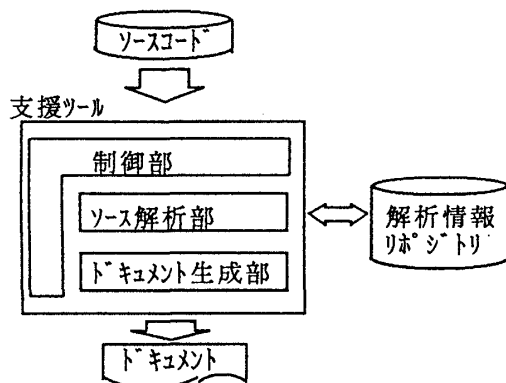 ソースコード
支援ツール
制御部
ソース解析部
解析情報
リポジトリ
ドキュメント生成部
ドキュメント